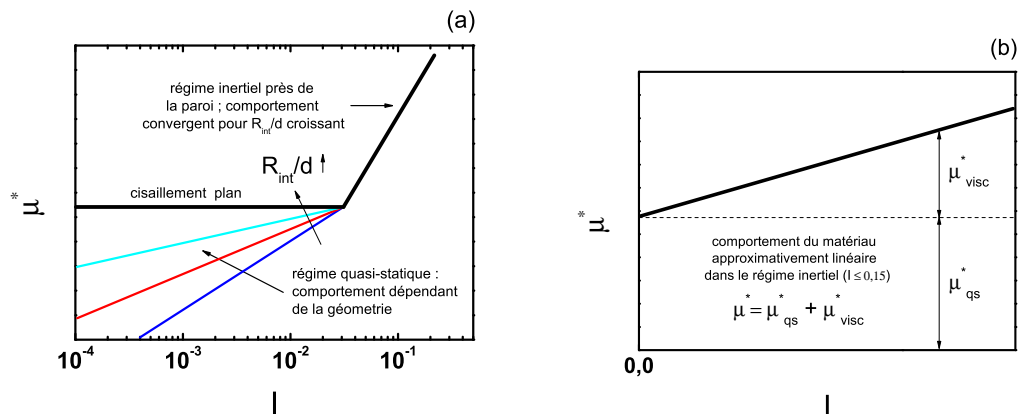 (a)
régime inertiel près de
la paroi ; comportement
convergent pour R_int/d croissant
R_int/d
cisaillement plan
μ*
régime quasi-statique :
comportement dépendant
de la géometrie
10^-4
10^-3
10^-2
10^-1
I
(b)
μ*_visc
μ*
comportement du matériau
approximativement linéaire
dans le régime inertiel (I ≤ 0,15)
μ* = μ*_qs + μ*_visc
μ*_qs
0,0
I